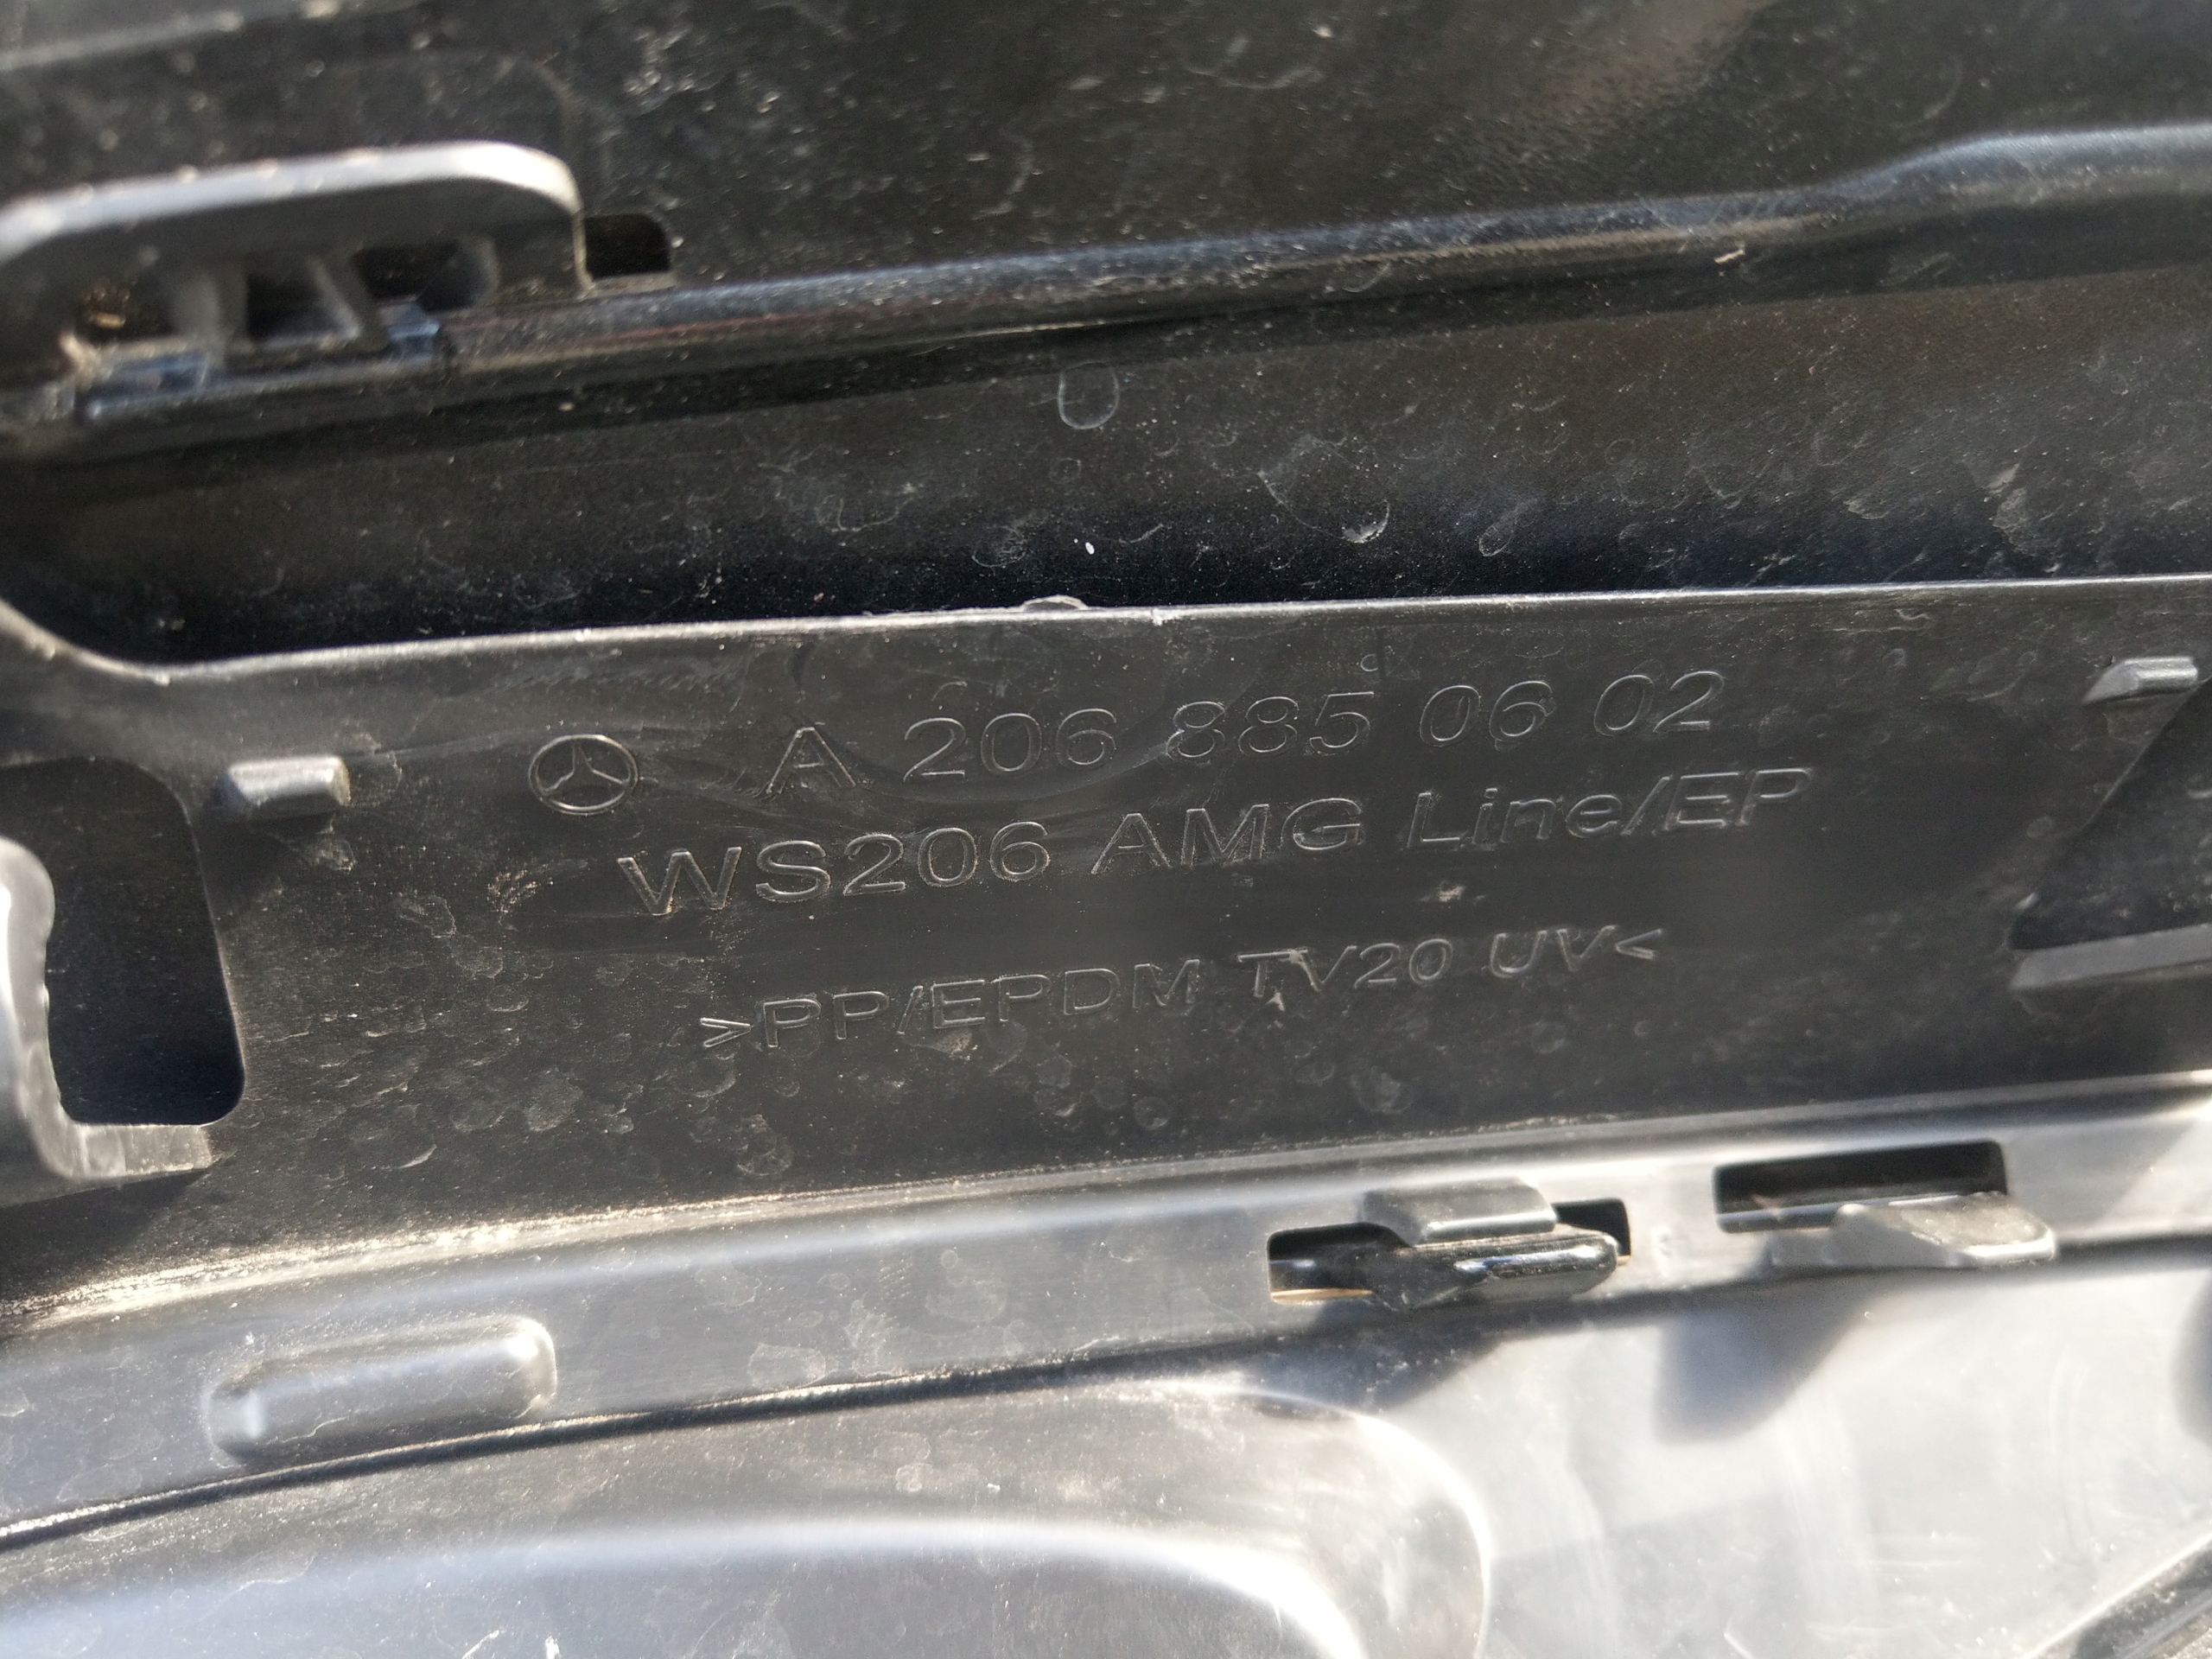 A 206 885 06 02
WS206 AMG Line/EP
>PP/EPDM TV20 UV<